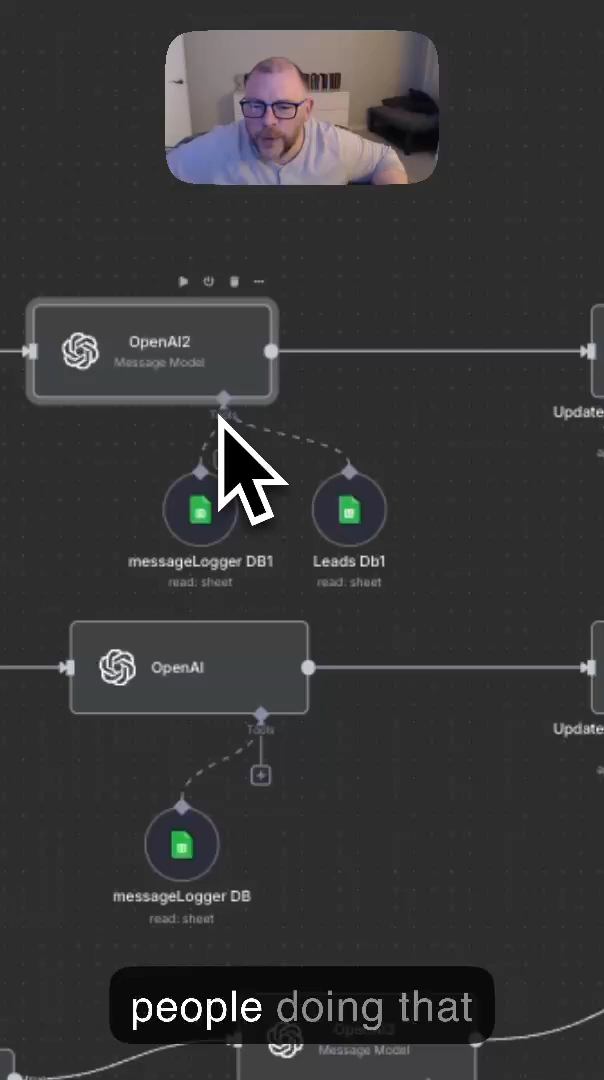 OpenAI2
Message Model
Tools
Update
messageLogger DB1
read: sheet
Leads Db1
read: sheet
OpenAI
Tools
Update
messageLogger DB
read: sheet
people doing that
Message Model